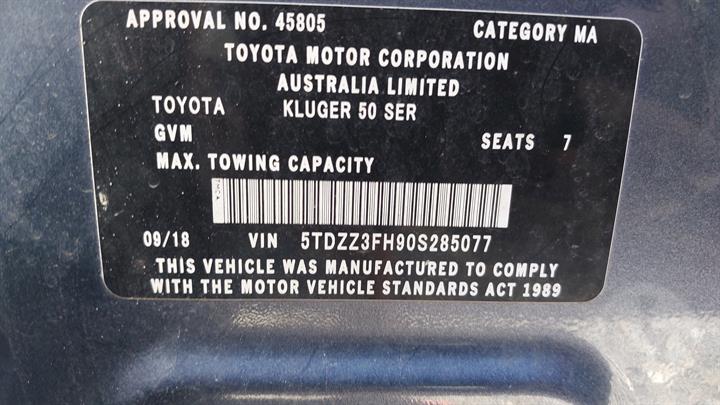 APPROVAL NO. 45805 CATEGORY MA
TOYOTA MOTOR CORPORATION
AUSTRALIA LIMITED
TOYOTA KLUGER 50 SER
GVM SEATS 7
MAX. TOWING CAPACITY
TMCA
09/18 VIN 5TDZZ3FH90S285077
THIS VEHICLE WAS MANUFACTURED TO COMPLY
WITH THE MOTOR VEHICLE STANDARDS ACT 1989